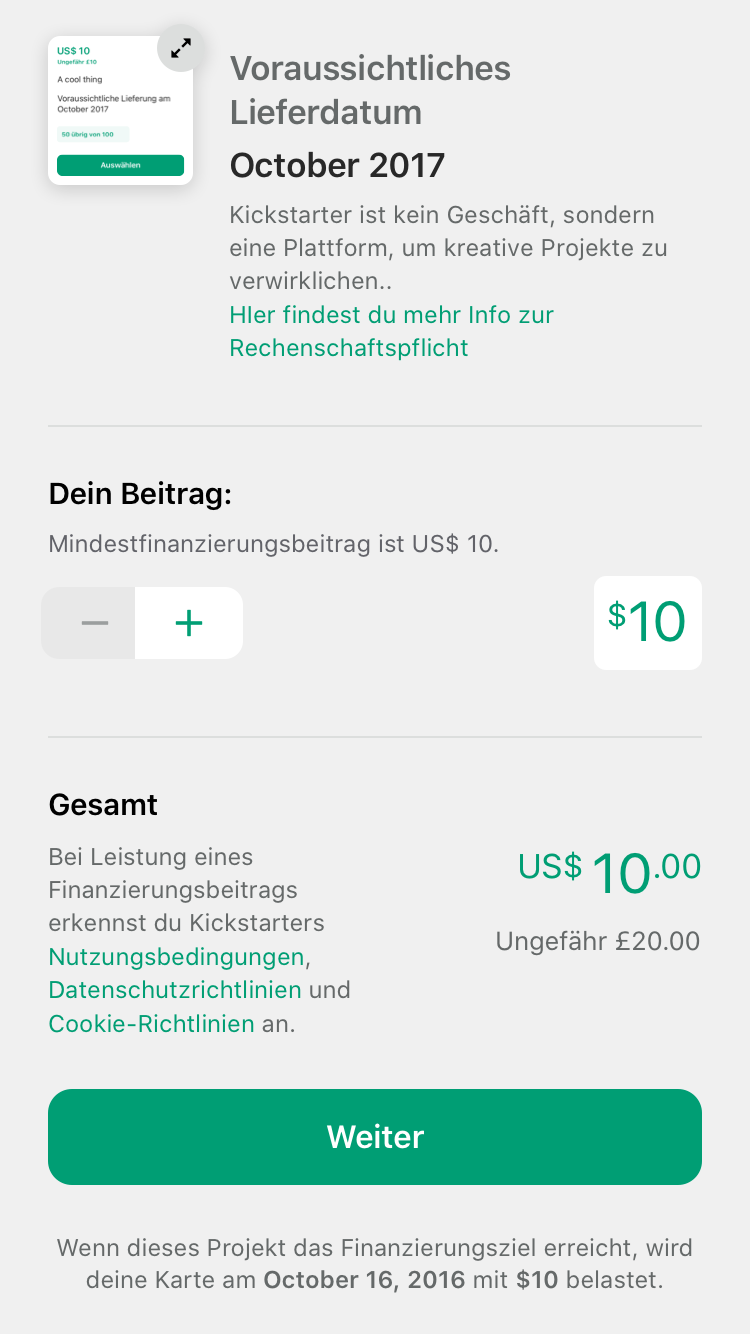 US$ 10
Ungefähr £10
A cool thing
Voraussichtliche Lieferung am
October 2017
50 übrig von 100
Auswählen
Voraussichtliches
Lieferdatum
October 2017
Kickstarter ist kein Geschäft, sondern
eine Plattform, um kreative Projekte zu
verwirklichen..
HIer findest du mehr Info zur
Rechenschaftspflicht
Dein Beitrag:
Mindestfinanzierungsbeitrag ist US$ 10.
− +
$10
Gesamt
Bei Leistung eines
Finanzierungsbeitrags
erkennst du Kickstarters
Nutzungsbedingungen,
Datenschutzrichtlinien und
Cookie-Richtlinien an.
US$ 10.00
Ungefähr £20.00
Weiter
Wenn dieses Projekt das Finanzierungsziel erreicht, wird
deine Karte am October 16, 2016 mit $10 belastet.